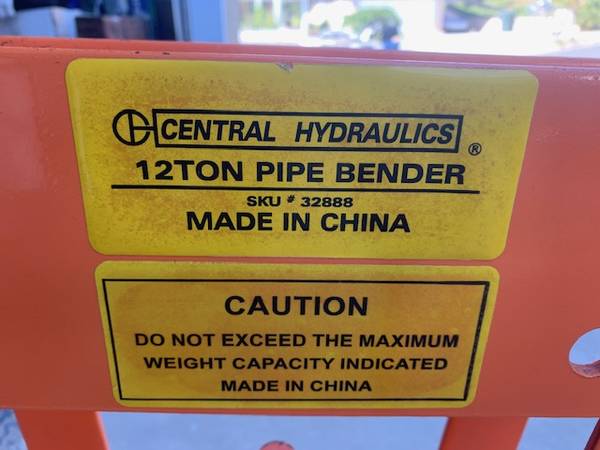 CENTRAL HYDRAULICS ®
12TON PIPE BENDER
SKU # 32888
MADE IN CHINA
CAUTION
DO NOT EXCEED THE MAXIMUM
WEIGHT CAPACITY INDICATED
MADE IN CHINA